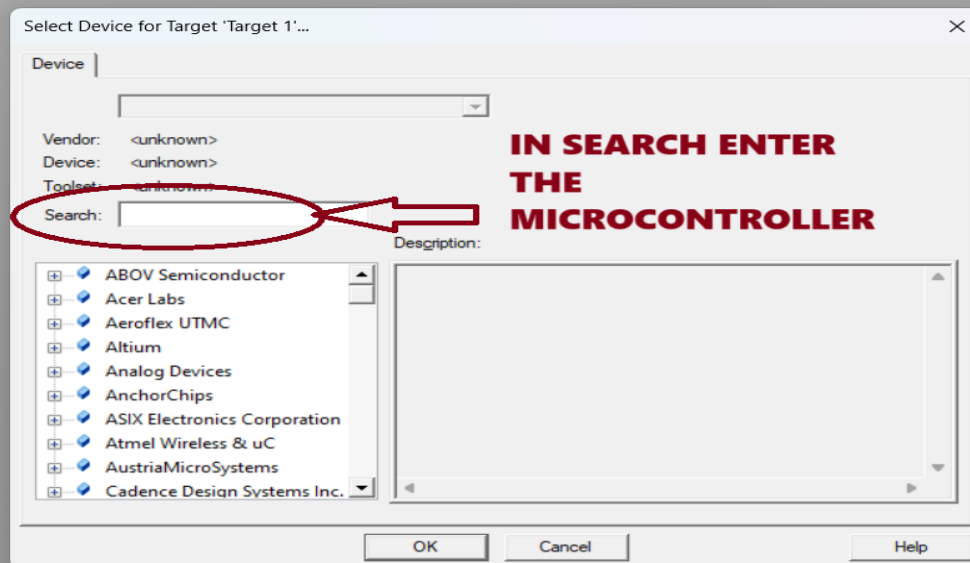 Select Device for Target 'Target 1'...
Device
Vendor: <unknown>
Device: <unknown>
Toolset: <unknown>
Search:
IN SEARCH ENTER
THE
MICROCONTROLLER
Description:
ABOV Semiconductor
Acer Labs
Aeroflex UTMC
Altium
Analog Devices
AnchorChips
ASIX Electronics Corporation
Atmel Wireless & uC
AustriaMicroSystems
Cadence Design Systems Inc.
OK Cancel Help